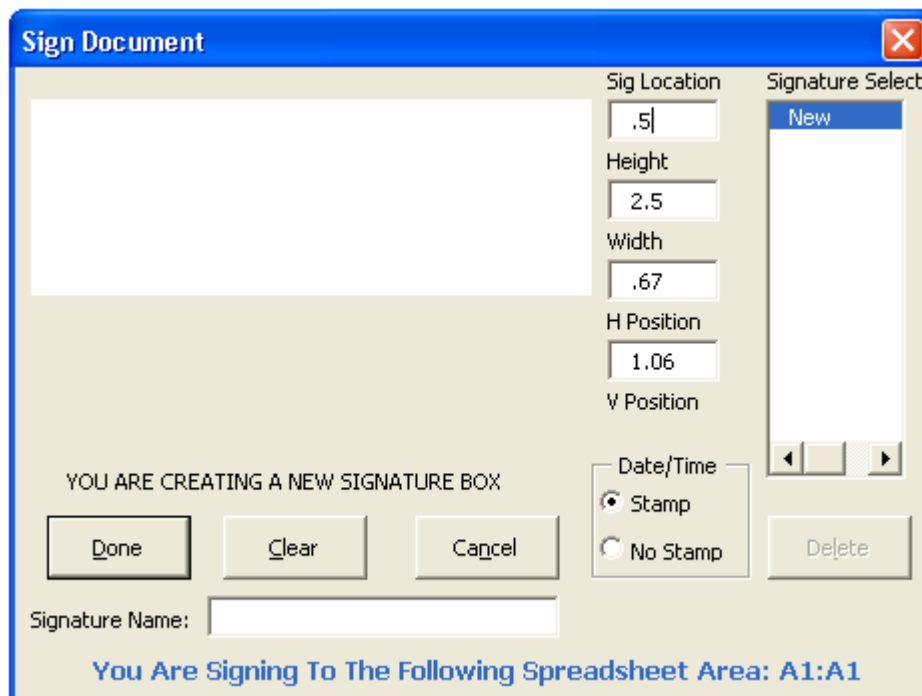 Sign Document
Sig Location
Signature Select
.5
New
Height
2.5
Width
.67
H Position
1.06
V Position
YOU ARE CREATING A NEW SIGNATURE BOX
Date/Time
Stamp
No Stamp
Done
Clear
Cancel
Delete
Signature Name:
You Are Signing To The Following Spreadsheet Area: A1:A1